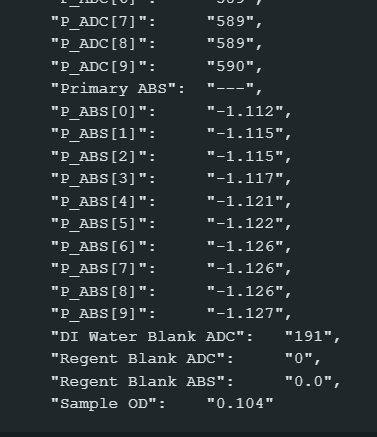 "P_ADC[6]": "589",
"P_ADC[7]": "589",
"P_ADC[8]": "589",
"P_ADC[9]": "590",
"Primary ABS": "---",
"P_ABS[0]": "-1.112",
"P_ABS[1]": "-1.115",
"P_ABS[2]": "-1.115",
"P_ABS[3]": "-1.117",
"P_ABS[4]": "-1.121",
"P_ABS[5]": "-1.122",
"P_ABS[6]": "-1.126",
"P_ABS[7]": "-1.126",
"P_ABS[8]": "-1.126",
"P_ABS[9]": "-1.127",
"DI Water Blank ADC": "191",
"Regent Blank ADC": "0",
"Regent Blank ABS": "0.0",
"Sample OD": "0.104"